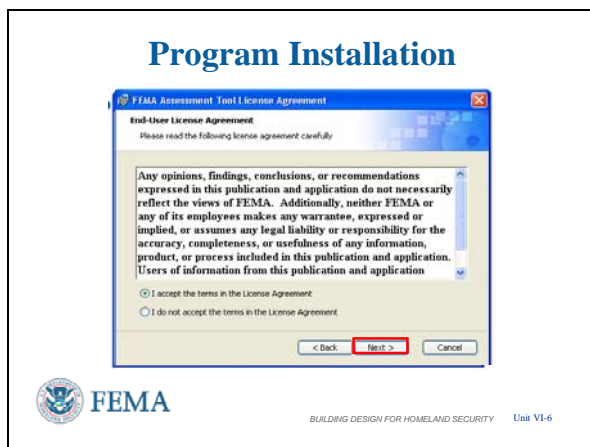 Program Installation
FEMA Assessment Tool License Agreement
End-User License Agreement
Please read the following license agreement carefully
Any opinions, findings, conclusions, or recommendations
expressed in this publication and application do not necessarily
reflect the views of FEMA. Additionally, neither FEMA or
any of its employees makes any warrantee, expressed or
implied, or assumes any legal liability or responsibility for the
accuracy, completeness, or usefulness of any information,
product, or process included in this publication and application.
Users of information from this publication and application
I accept the terms in the License Agreement
I do not accept the terms in the License Agreement
< Back Next > Cancel
FEMA
BUILDING DESIGN FOR HOMELAND SECURITY Unit VI-6